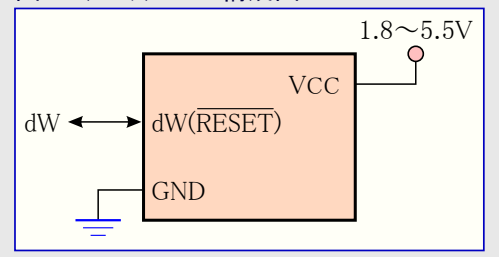 1.8～5.5V
VCC
dW dW(RESET)
GND